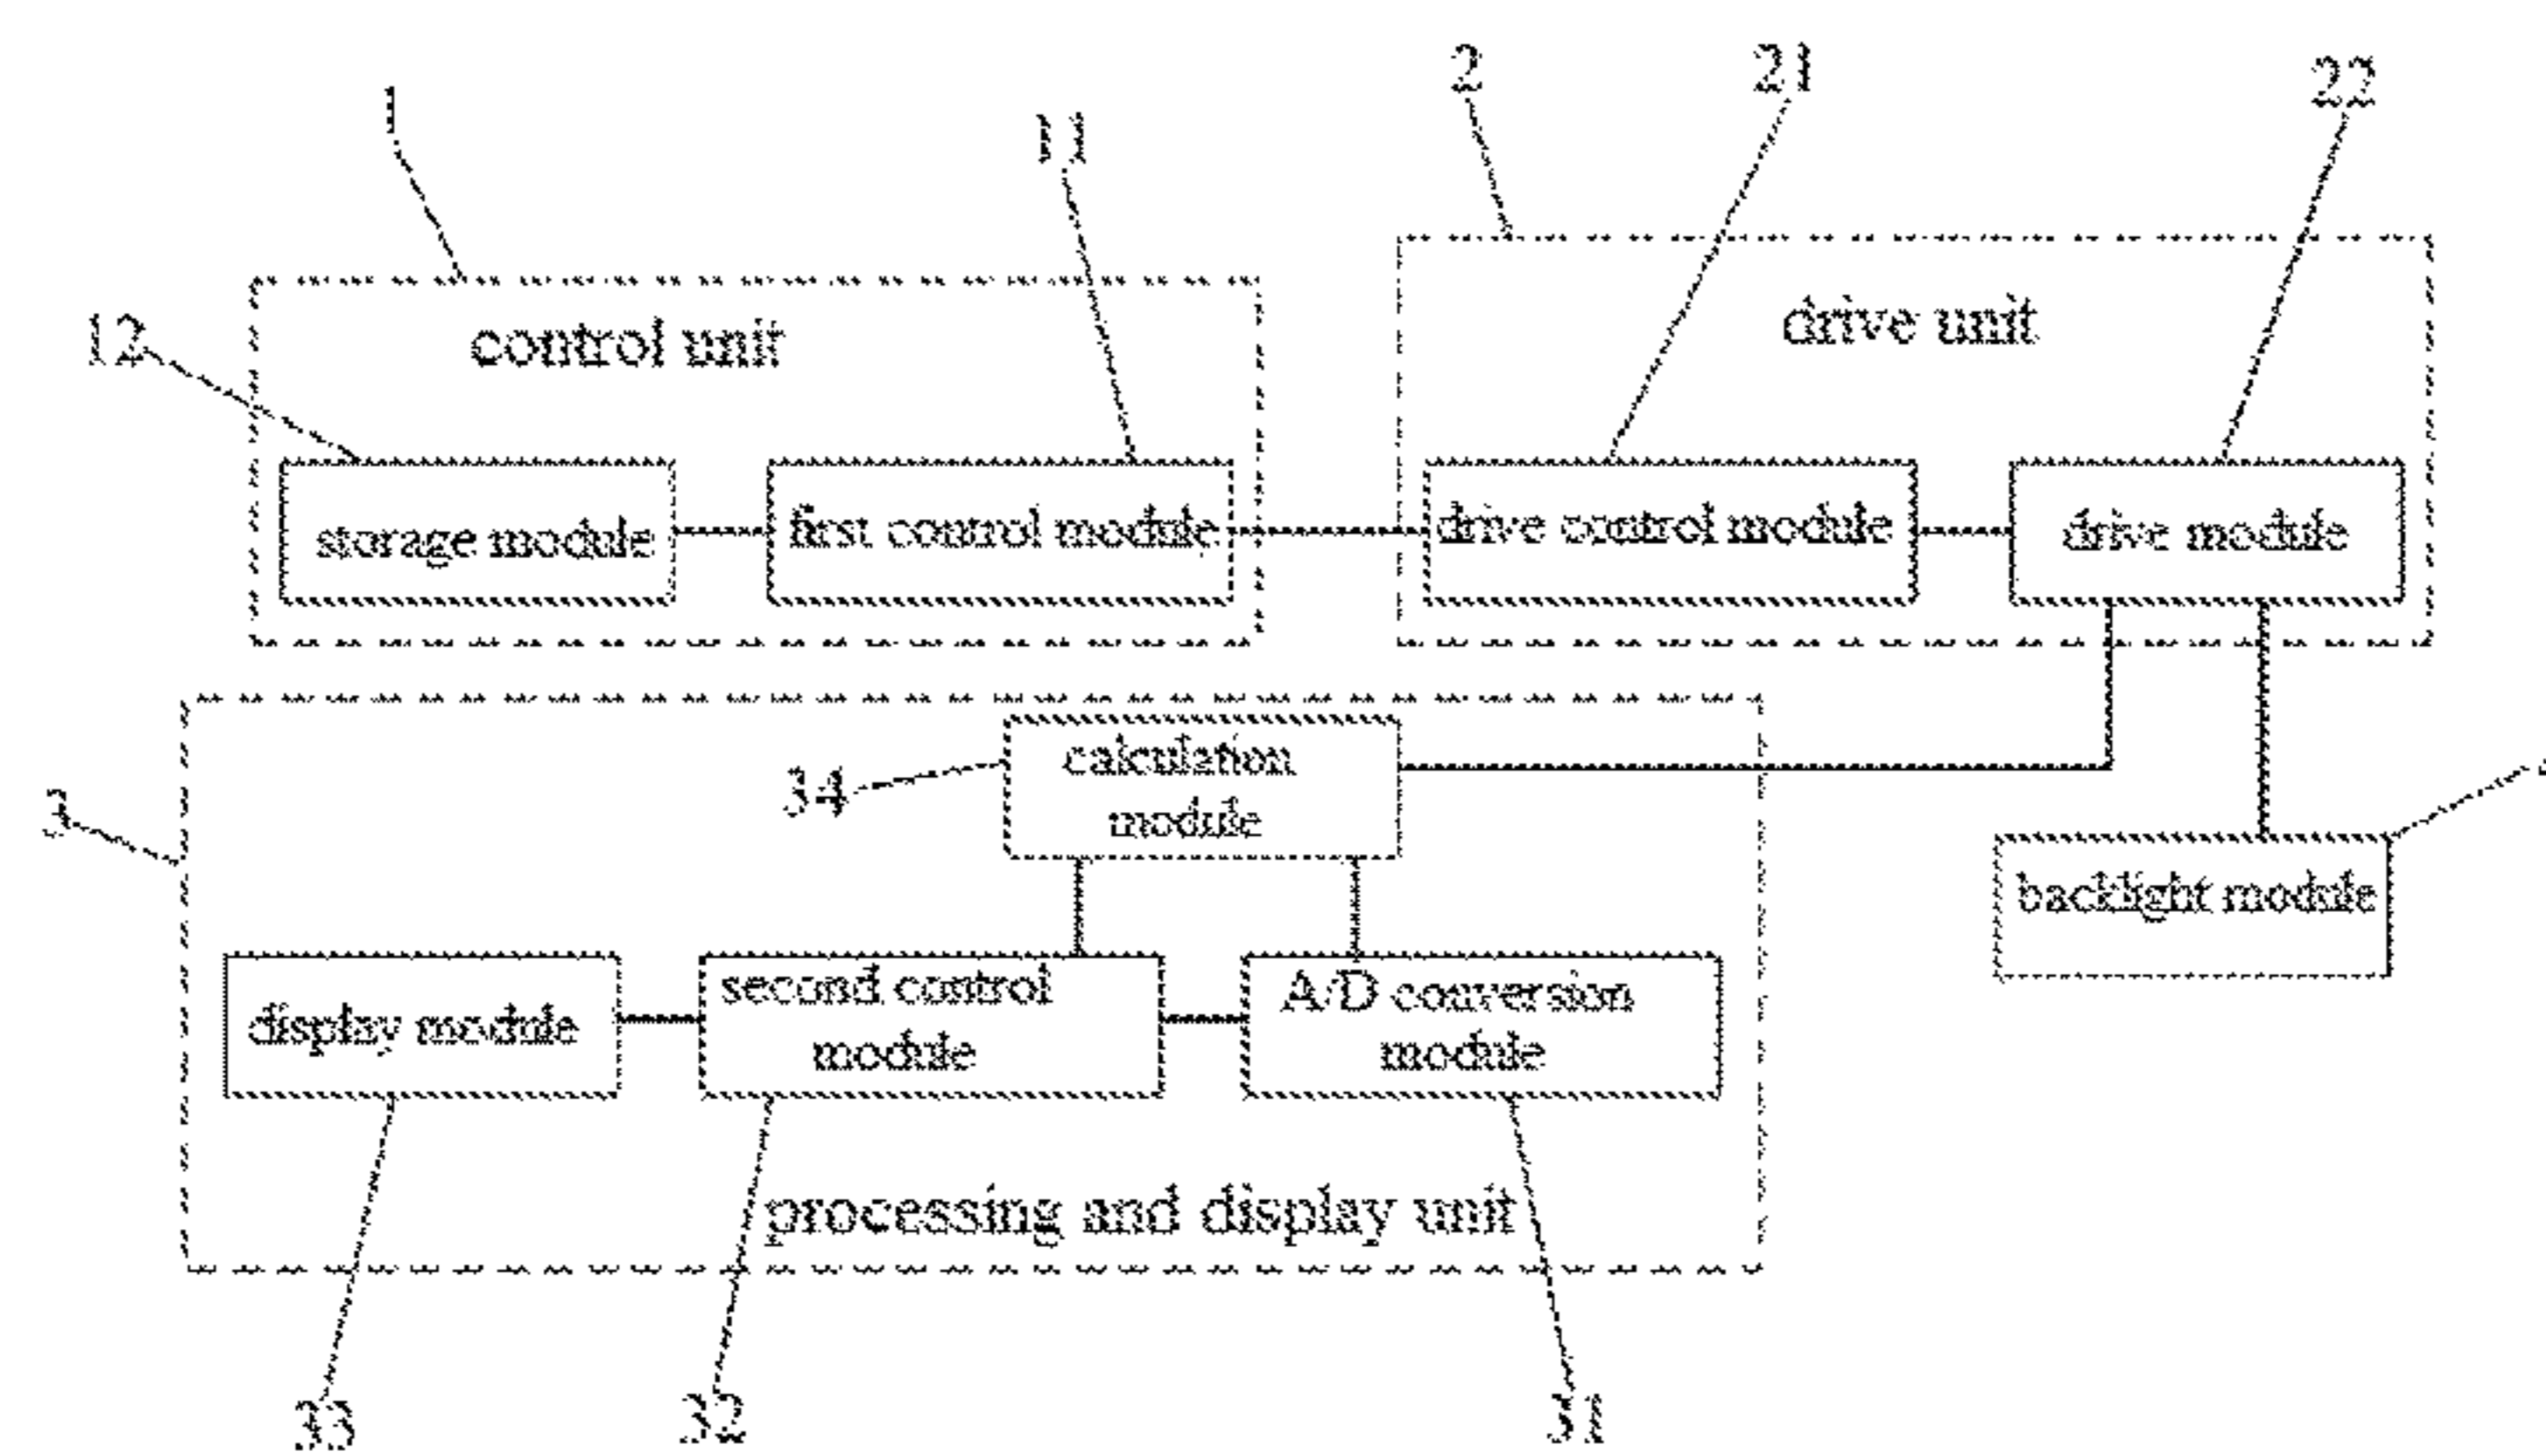 1
11
2
21
22
12
control unit
drive unit
storage module
first control module
drive control module
drive module
3
34
calculation
module
backlight module
display module
second control
module
A/D conversion
module
processing and display unit
33
32
31